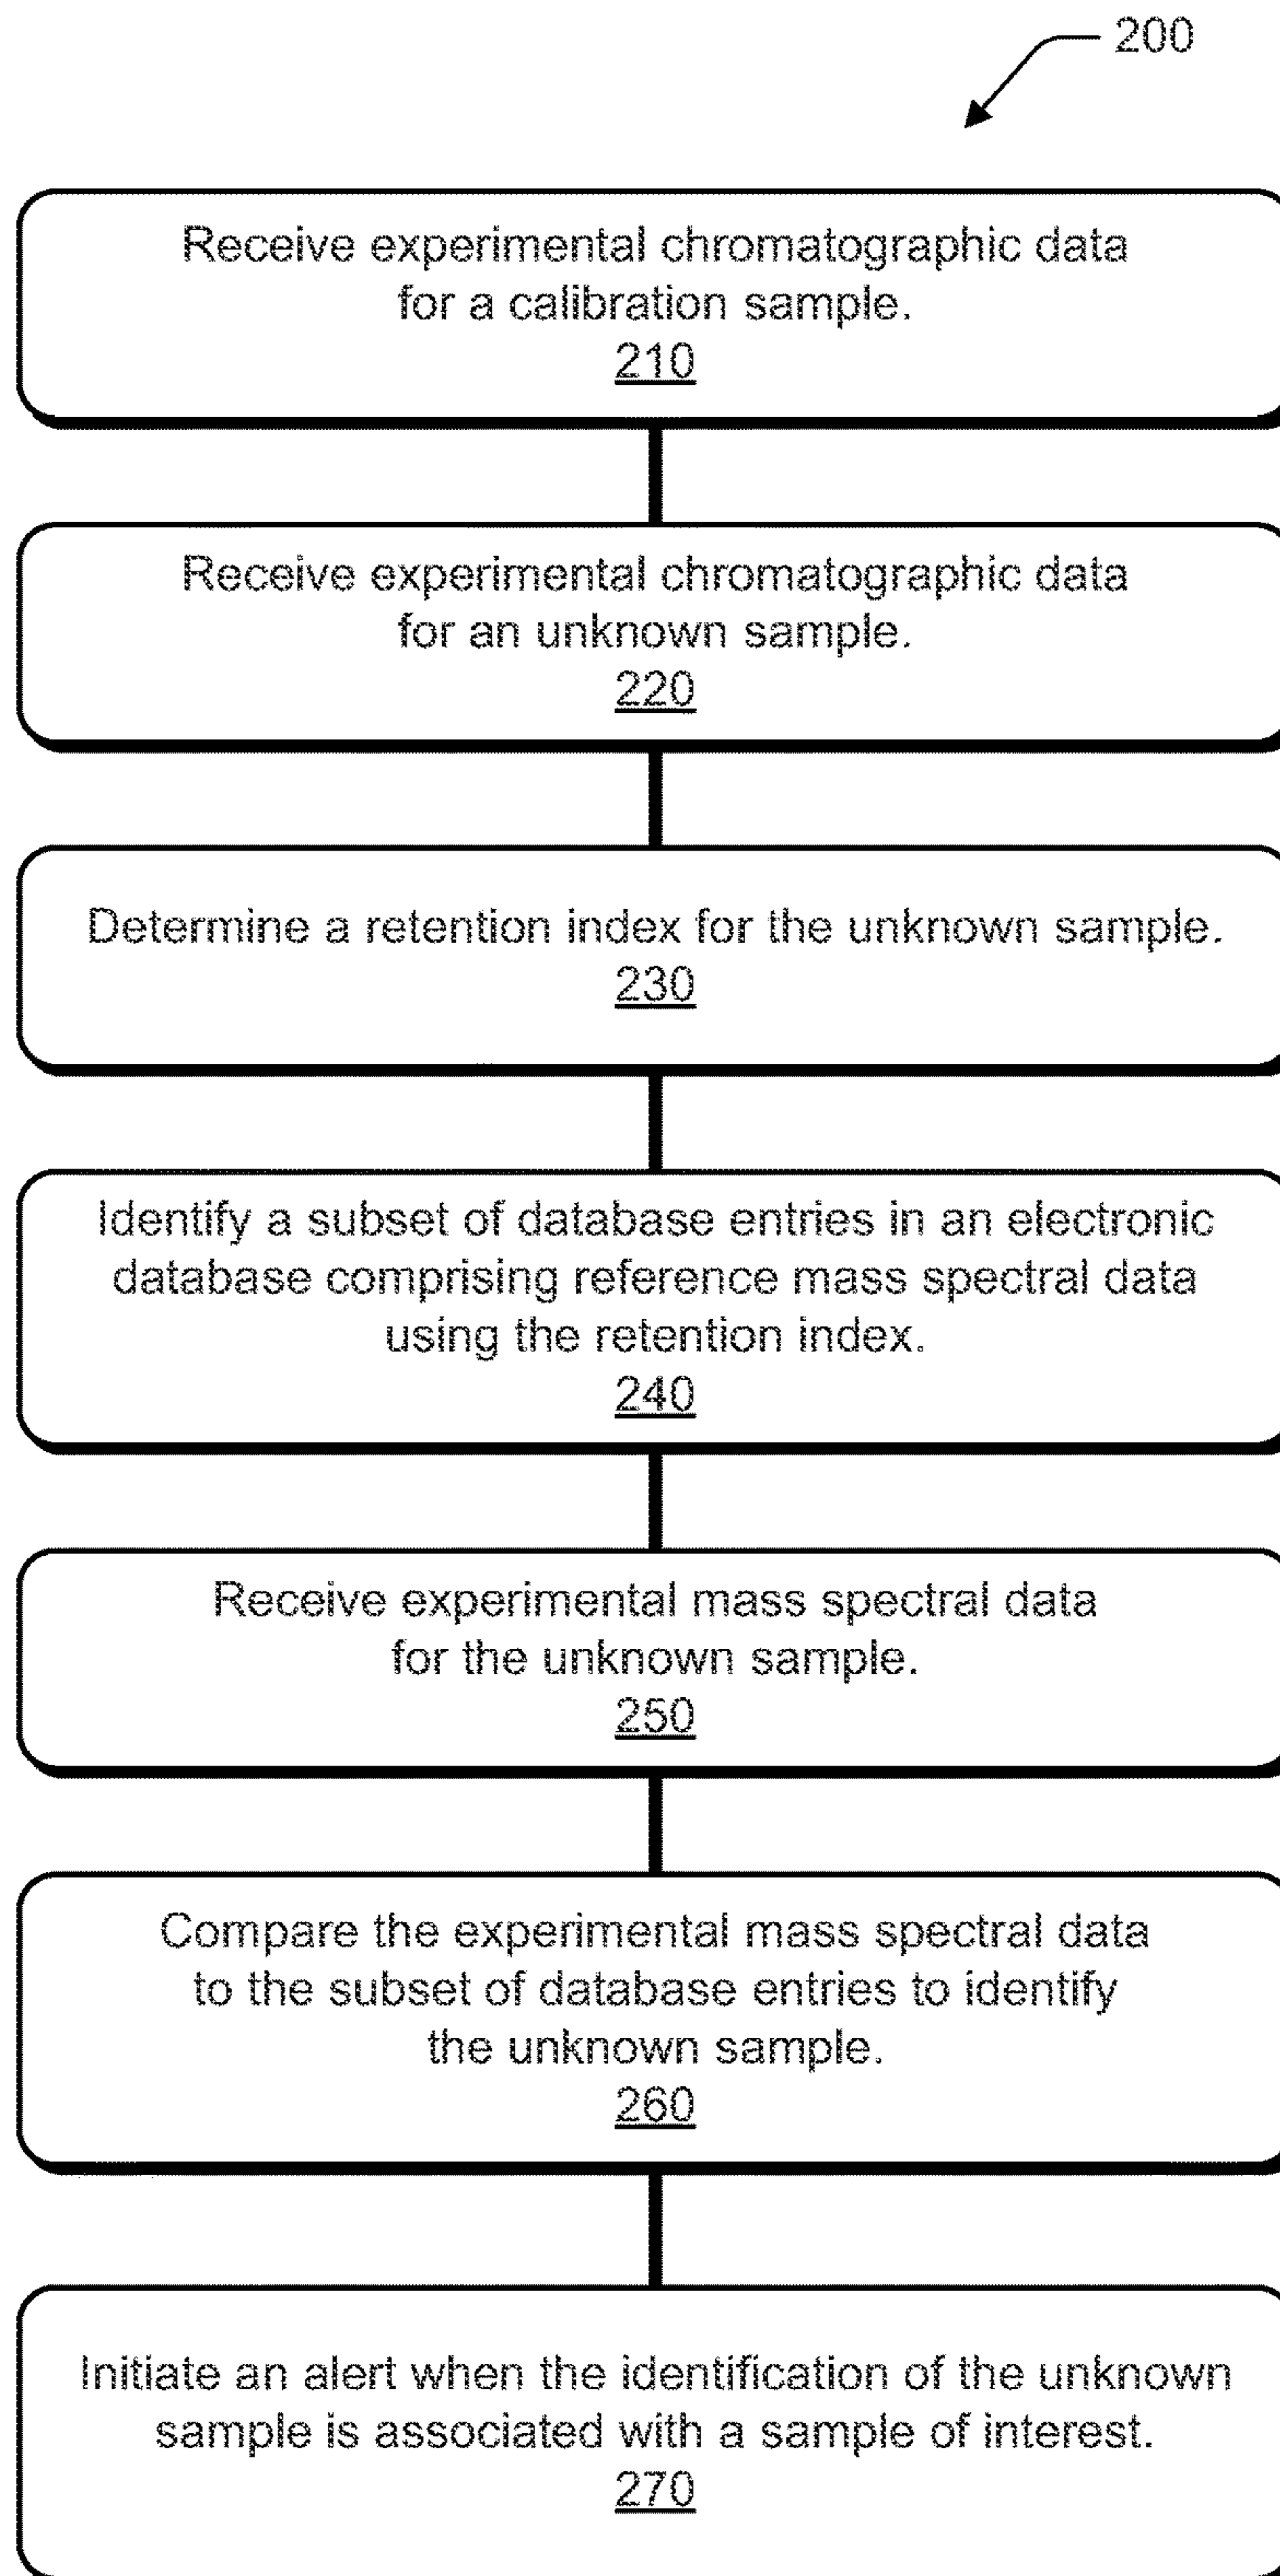 200
Receive experimental chromatographic data
for a calibration sample.
210
Receive experimental chromatographic data
for an unknown sample.
220
Determine a retention index for the unknown sample.
230
Identify a subset of database entries in an electronic
database comprising reference mass spectral data
using the retention index.
240
Receive experimental mass spectral data
for the unknown sample.
250
Compare the experimental mass spectral data
to the subset of database entries to identify
the unknown sample.
260
Initiate an alert when the identification of the unknown
sample is associated with a sample of interest.
270